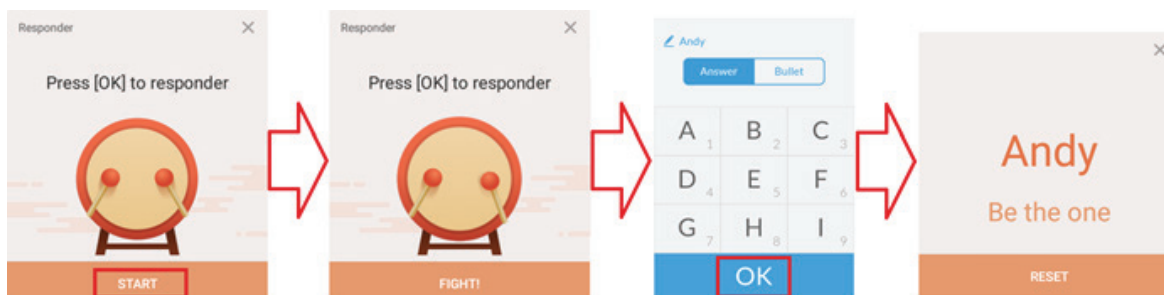 Responder ×
Press [OK] to responder
START
Responder ×
Press [OK] to responder
FIGHT!
Andy
Answer Bullet
A 1 B 2 C 3
D 4 E 5 F 6
G 7 H 8 I 9
OK
×
Andy
Be the one
RESET